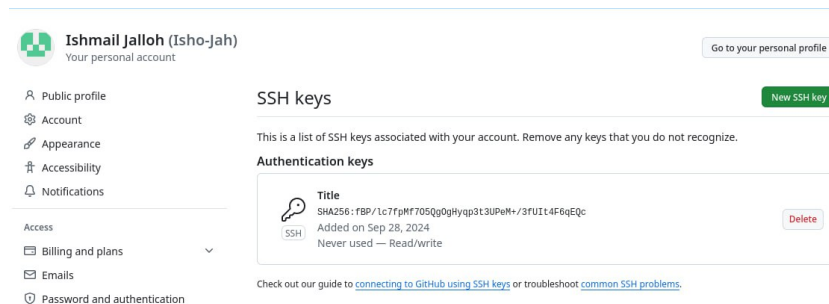 Ishmail Jalloh (Isho-Jah)
Your personal account
Go to your personal profile
Public profile
Account
Appearance
Accessibility
Notifications
Access
Billing and plans
Emails
Password and authentication
SSH keys
New SSH key
This is a list of SSH keys associated with your account. Remove any keys that you do not recognize.
Authentication keys
Title
SHA256:fBP/lc7fpMf7O5QgOgHyqp3t3UPeM+/3fUIt4F6qEQc
SSH
Added on Sep 28, 2024
Never used — Read/write
Delete
Check out our guide to connecting to GitHub using SSH keys or troubleshoot common SSH problems.